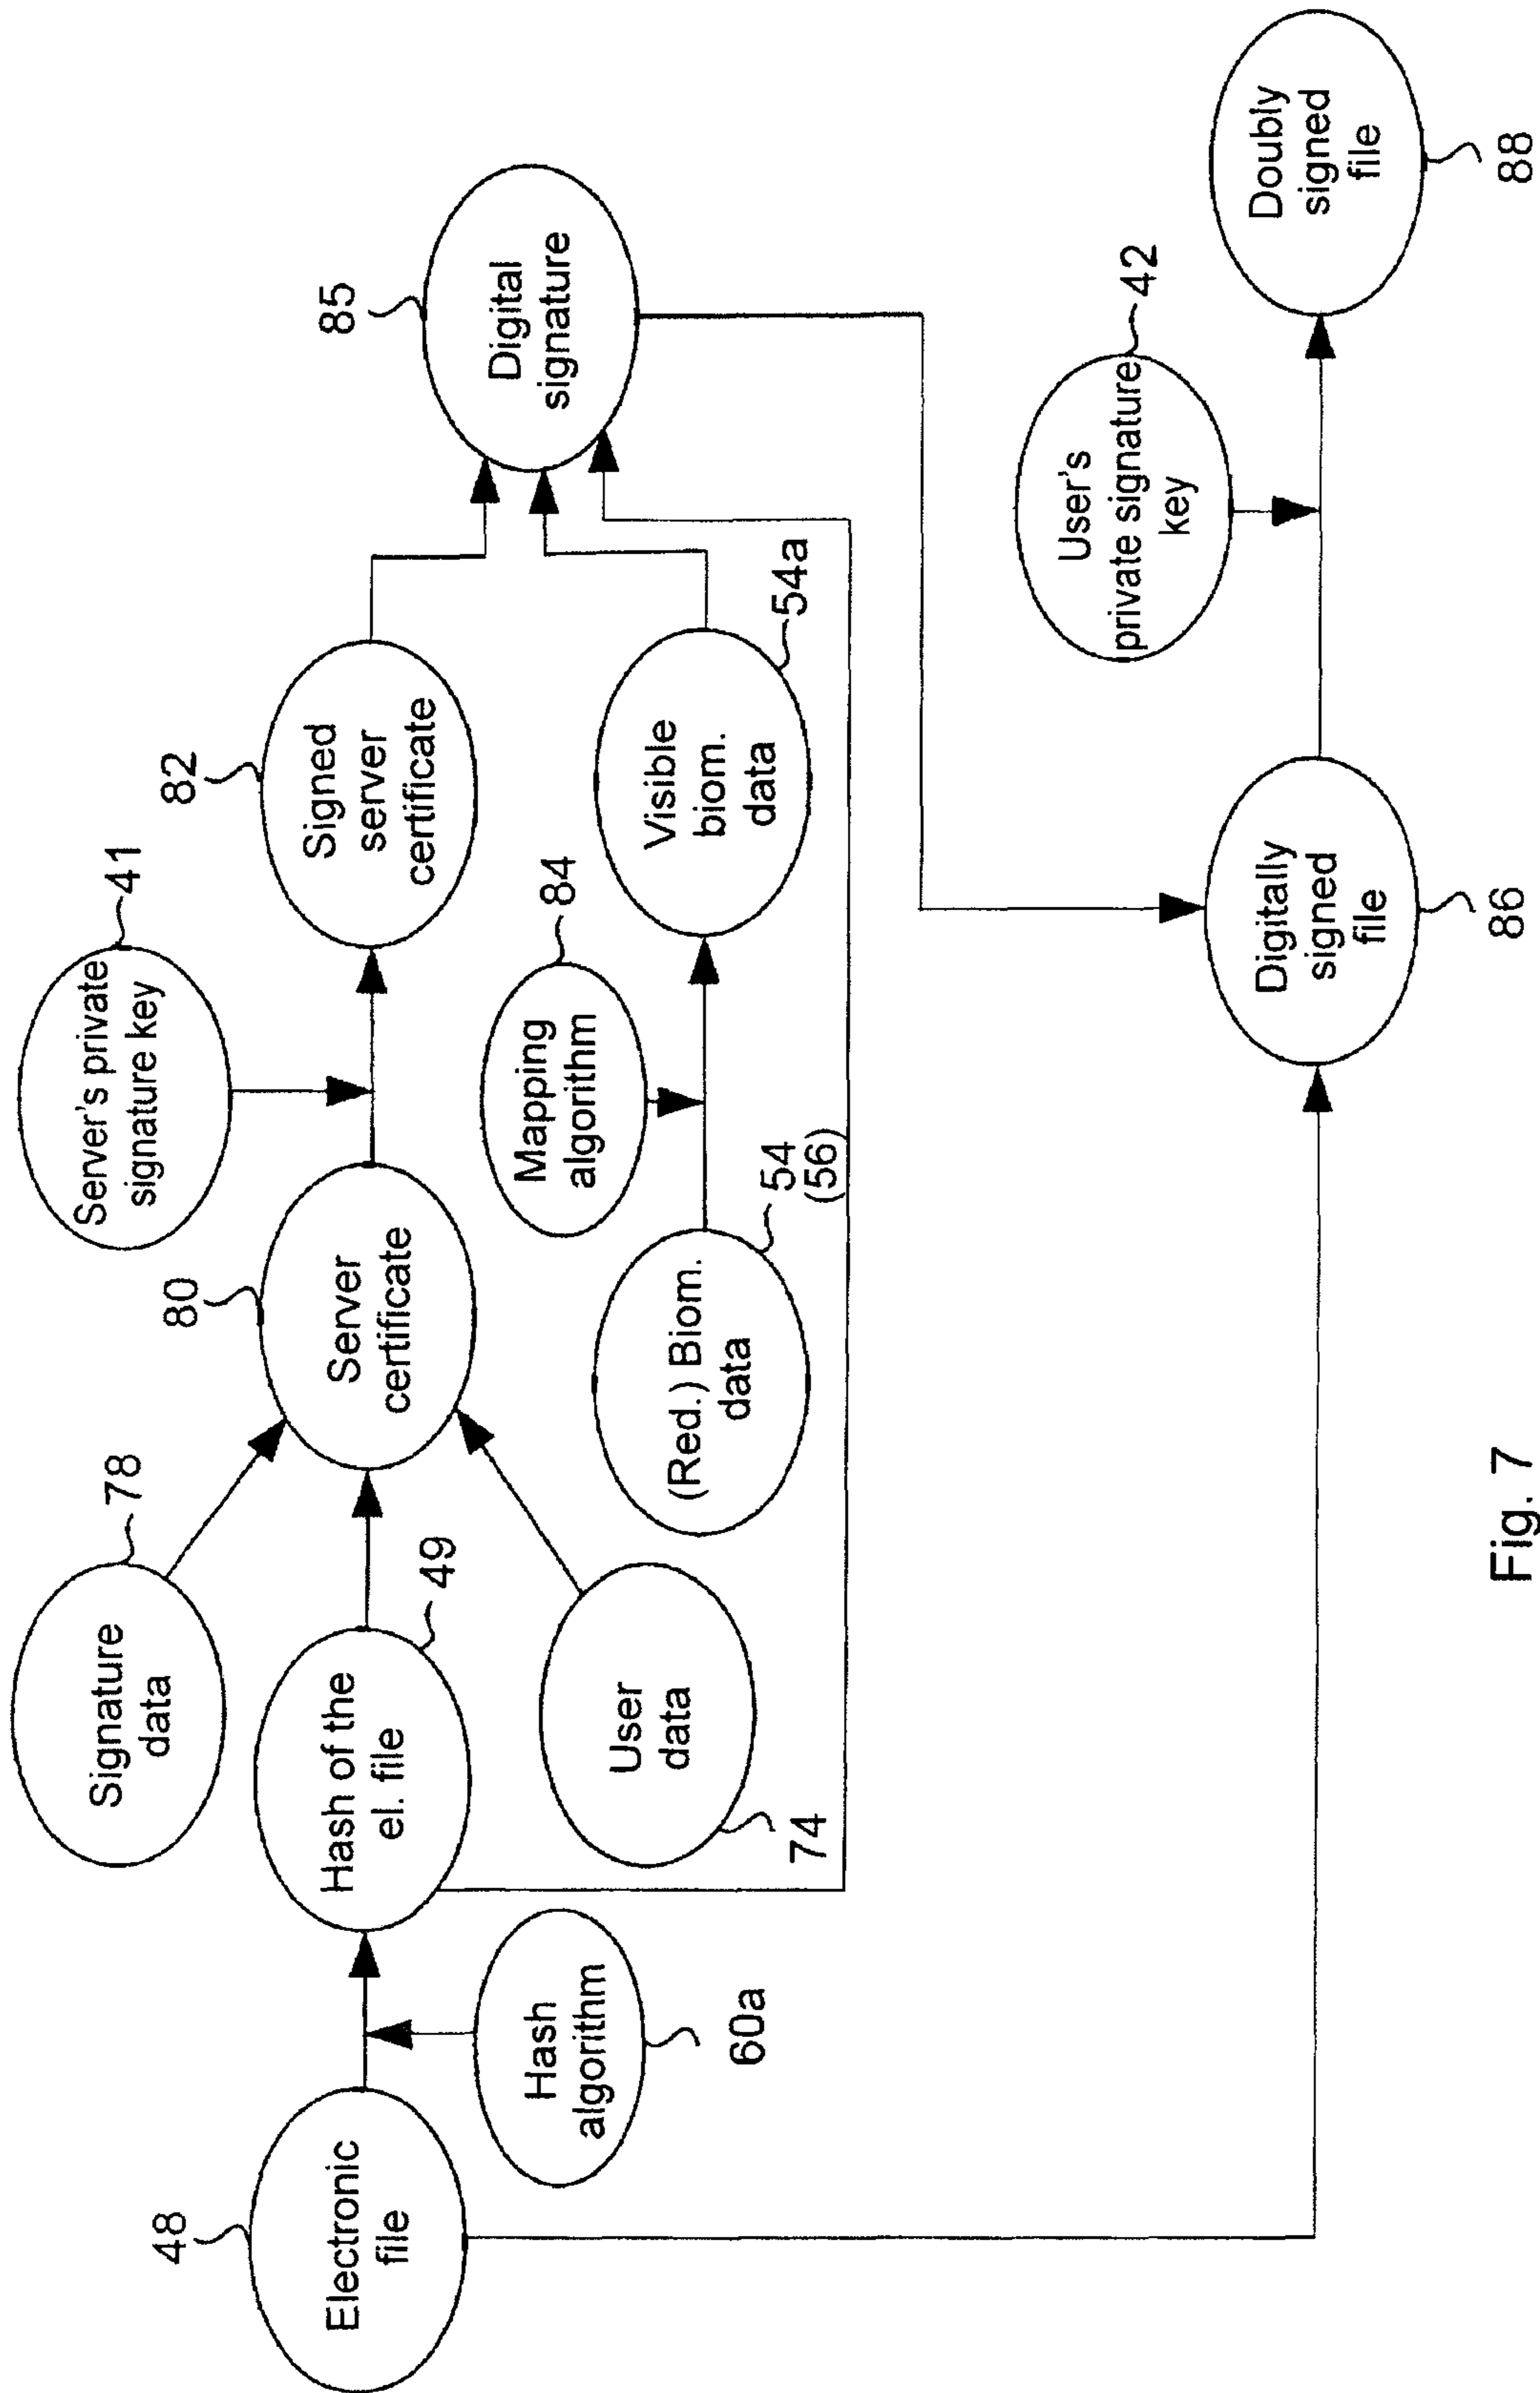 48
Electronic
file
Hash
algorithm
60a
Hash of the
el. file
49
Signature
data
78
User
data
74
80
Server
certificate
Server's private
signature key
41
82
Signed
server
certificate
(Red.) Biom.
data
54
(56)
Mapping
algorithm
84
Visible
biom.
data
54a
85
Digital
signature
Digitally
signed
file
86
User's
private signature
key
42
Doubly
signed
file
88
Fig. 7